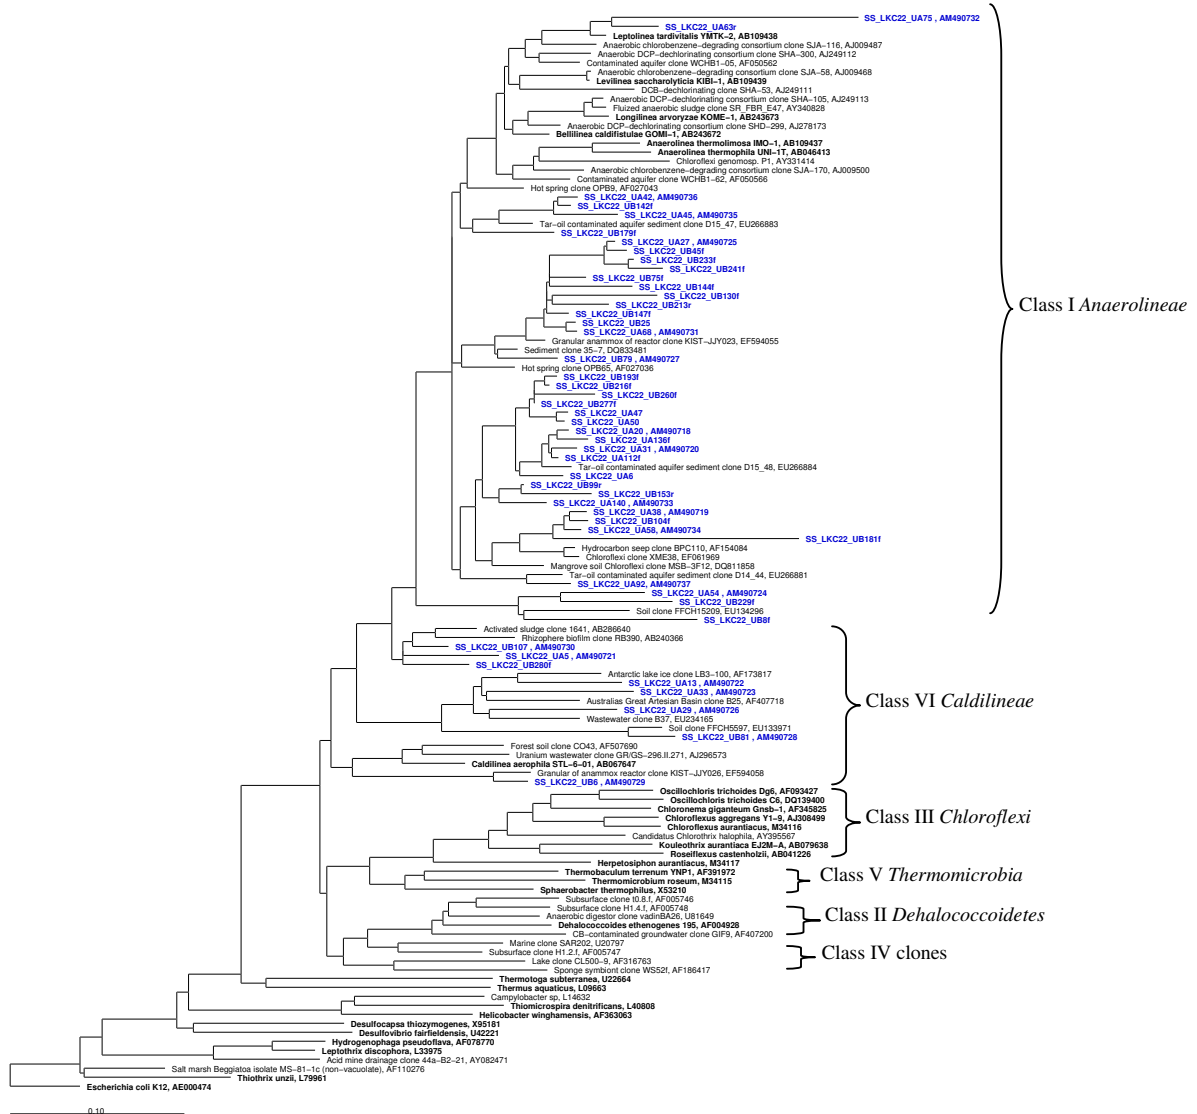 SS_LKC22_UA75 , AM490732
SS_LKC22_UA63r
Leptolinea tardivitalis YMTK−2, AB109438
Anaerobic chlorobenzene−degrading consortium clone SJA−116, AJ009487
Anaerobic DCP−dechlorinating consortium clone SHA−300, AJ249112
Contaminated aquifer clone WCHB1−05, AF050562
Anaerobic chlorobenzene−degrading consortium clone SJA−58, AJ009468
Levilinea saccharolyticia KIBI−1, AB109439
DCB−dechlorinating clone SHA−53, AJ249111
Anaerobic DCP−dechlorinating consortium clone SHA−105, AJ249113
Fluized anaerobic sludge clone SR_FBR_E47, AY340828
Longilinea arvoryzae KOME−1, AB243673
Anaerobic DCP−dechlorinating consortium clone SHD−299, AJ278173
Bellilinea caldifistulae GOMI−1, AB243672
Anaerolinea thermolimosa IMO−1, AB109437
Anaerolinea thermophila UNI−1T, AB046413
Chloroflexi genomosp. P1, AY331414
Anaerobic chlorobenzene−degrading consortium clone SJA−170, AJ009500
Contaminated aquifer clone WCHB1−62, AF050566
Hot spring clone OPB9, AF027043
SS_LKC22_UA42, AM490736
SS_LKC22_UB142f
SS_LKC22_UA45, AM490735
Tar−oil contaminated aquifer sediment clone D15_47, EU266883
SS_LKC22_UB179f
SS_LKC22_UA27 , AM490725
SS_LKC22_UB45f
SS_LKC22_UB233f
SS_LKC22_UB241f
SS_LKC22_UB75f
SS_LKC22_UB144f
SS_LKC22_UB130f
SS_LKC22_UB213r
Class I Anaerolineae
SS_LKC22_UB147f
SS_LKC22_UB25
SS_LKC22_UA68 , AM490731
Granular anammox of reactor clone KIST−JJY023, EF594055
Sediment clone 35−7, DQ833481
SS_LKC22_UB79 , AM490727
Hot spring clone OPB65, AF027036
SS_LKC22_UB193f
SS_LKC22_UB216f
SS_LKC22_UB260f
SS_LKC22_UB277f
SS_LKC22_UA47
SS_LKC22_UA50
SS_LKC22_UA20 , AM490718
SS_LKC22_UA136f
SS_LKC22_UA31 , AM490720
SS_LKC22_UA112f
Tar−oil contaminated aquifer sediment clone D15_48, EU266884
SS_LKC22_UA6
SS_LKC22_UB99r
SS_LKC22_UB153r
SS_LKC22_UA140 , AM490733
SS_LKC22_UA38 , AM490719
SS_LKC22_UB104f
SS_LKC22_UA58, AM490734
SS_LKC22_UB181f
Hydrocarbon seep clone BPC110, AF154084
Chloroflexi clone XME38, EF061969
Mangrove soil Chloroflexi clone MSB−3F12, DQ811858
Tar−oil contaminated aquifer sediment clone D14_44, EU266881
SS_LKC22_UA92, AM490737
SS_LKC22_UA54 , AM490724
SS_LKC22_UB229f
Soil clone FFCH15209, EU134296
SS_LKC22_UB8f
Activated sludge clone 1641, AB286640
Rhizophere biofilm clone RB390, AB240366
SS_LKC22_UB107 , AM490730
SS_LKC22_UA5 , AM490721
SS_LKC22_UB280f
Antarctic lake ice clone LB3−100, AF173817
SS_LKC22_UA13 , AM490722
SS_LKC22_UA33 , AM490723
Australias Great Artesian Basin clone B25, AF407718
Class VI Caldilineae
SS_LKC22_UA29 , AM490726
Wastewater clone B37, EU234165
Soil clone FFCH5597, EU133971
SS_LKC22_UB81 , AM490728
Forest soil clone CO43, AF507690
Uranium wastewater clone GR/GS−296.II.271, AJ296573
Caldilinea aerophila STL−6−01, AB067647
Granular of anammox reactor clone KIST−JJY026, EF594058
SS_LKC22_UB6 , AM490729
Oscillochloris trichoides Dg6, AF093427
Oscillochloris trichoides C6, DQ139400
Chloronema giganteum Gnsb−1, AF345825
Chloroflexus aggregans Y1−9, AJ308499
Class III Chloroflexi
Chloroflexus aurantiacus, M34116
Candidatus Chlorothrix halophila, AY395567
Kouleothrix aurantiaca EJ2M−A, AB079638
Roseiflexus castenholzii, AB041226
Herpetosiphon aurantiacus, M34117
Thermobaculum terrenum YNP1, AF391972
Class V Thermomicrobia
Thermomicrobium roseum, M34115
Sphaerobacter thermophilus, X53210
Subsurface clone t0.8.f, AF005746
Subsurface clone H1.4.f, AF005748
Anaerobic digestor clone vadinBA26, U81649
Class II Dehalococcoidetes
Dehalococcoides ethenogenes 195, AF004928
CB−contaminated groundwater clone GIF9, AF407200
Marine clone SAR202, U20797
Subsurface clone H1.2.f, AF005747
Class IV clones
Lake clone CL500−9, AF316763
Sponge symbiont clone WS52f, AF186417
Thermotoga subterranea, U22664
Thermus aquaticus, L09663
Campylobacter sp, L14632
Thiomicrospira denitrificans, L40808
Helicobacter winghamensis, AF363063
Desulfocapsa thiozymogenes, X95181
Desulfovibrio fairfieldensis, U42221
Hydrogenophaga pseudoflava, AF078770
Leptothrix discophora, L33975
Acid mine drainage clone 44a−B2−21, AY082471
Salt marsh Beggiatoa isolate MS−81−1c (non−vacuolate), AF110276
Thiothrix unzii, L79961
Escherichia coli K12, AE000474
0.10